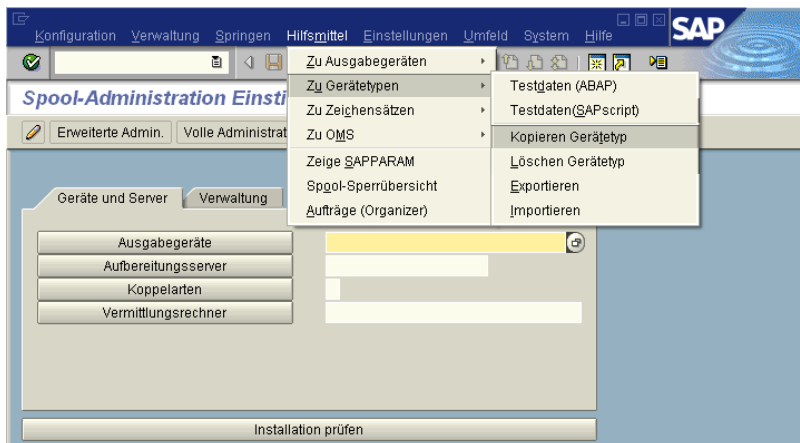 Konfiguration Verwaltung Springen Hilfsmittel Einstellungen Umfeld System Hilfe
SAP
Zu Ausgabegeräten
Spool-Administration Einsti
Zu Gerätetypen
Testdaten (ABAP)
Zu Zeichensätzen
Testdaten(SAPscript)
Erweiterte Admin. Volle Administrat
Zu OMS
Kopieren Gerätetyp
Zeige SAPPARAM
Löschen Gerätetyp
Spool-Sperrübersicht
Exportieren
Geräte und Server Verwaltung
Aufträge (Organizer)
Importieren
Ausgabegeräte
Aufbereitungsserver
Koppelarten
Vermittlungsrechner
Installation prüfen